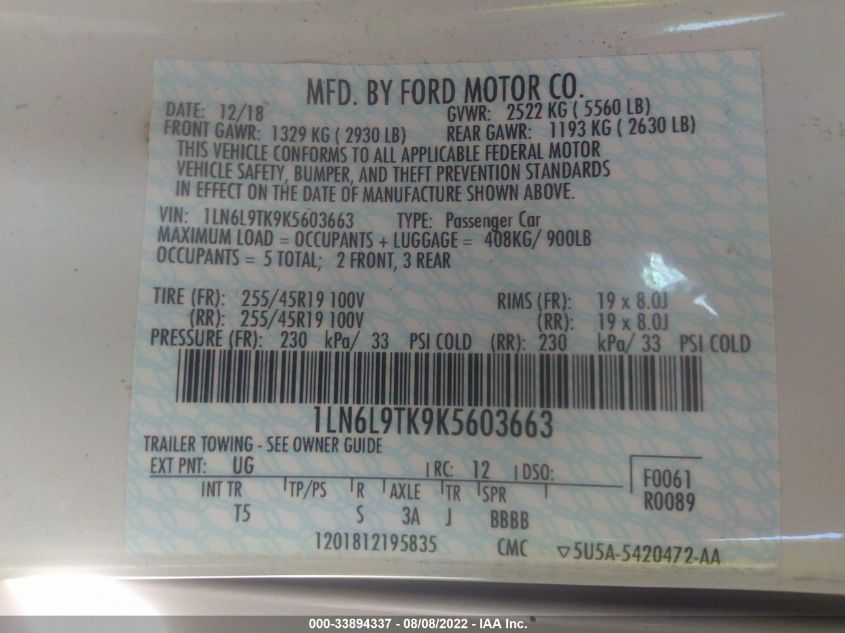 MFD. BY FORD MOTOR CO.
DATE: 12/18 GVWR: 2522 KG ( 5560 LB)
FRONT GAWR: 1329 KG ( 2930 LB) REAR GAWR: 1193 KG ( 2630 LB)
THIS VEHICLE CONFORMS TO ALL APPLICABLE FEDERAL MOTOR
VEHICLE SAFETY, BUMPER, AND THEFT PREVENTION STANDARDS
IN EFFECT ON THE DATE OF MANUFACTURE SHOWN ABOVE.
VIN: 1LN6L9TK9K5603663 TYPE: Passenger Car
MAXIMUM LOAD = OCCUPANTS + LUGGAGE = 408KG/ 900LB
OCCUPANTS = 5 TOTAL; 2 FRONT, 3 REAR
TIRE (FR): 255/45R19 100V RIMS (FR): 19 x 8.0J
(RR): 255/45R19 100V (RR): 19 x 8.0J
PRESSURE (FR): 230 kPa/ 33 PSI COLD (RR): 230 kPa/ 33 PSI COLD
1LN6L9TK9K5603663
TRAILER TOWING - SEE OWNER GUIDE
EXT PNT: UG RC: 12 DSO: F0061
INT TR TP/PS R AXLE TR SPR R0089
T5 S 3A J BBBB
1201812195835 CMC ▽5U5A-5420472-AA
000-33894337 - 08/08/2022 - IAA Inc.